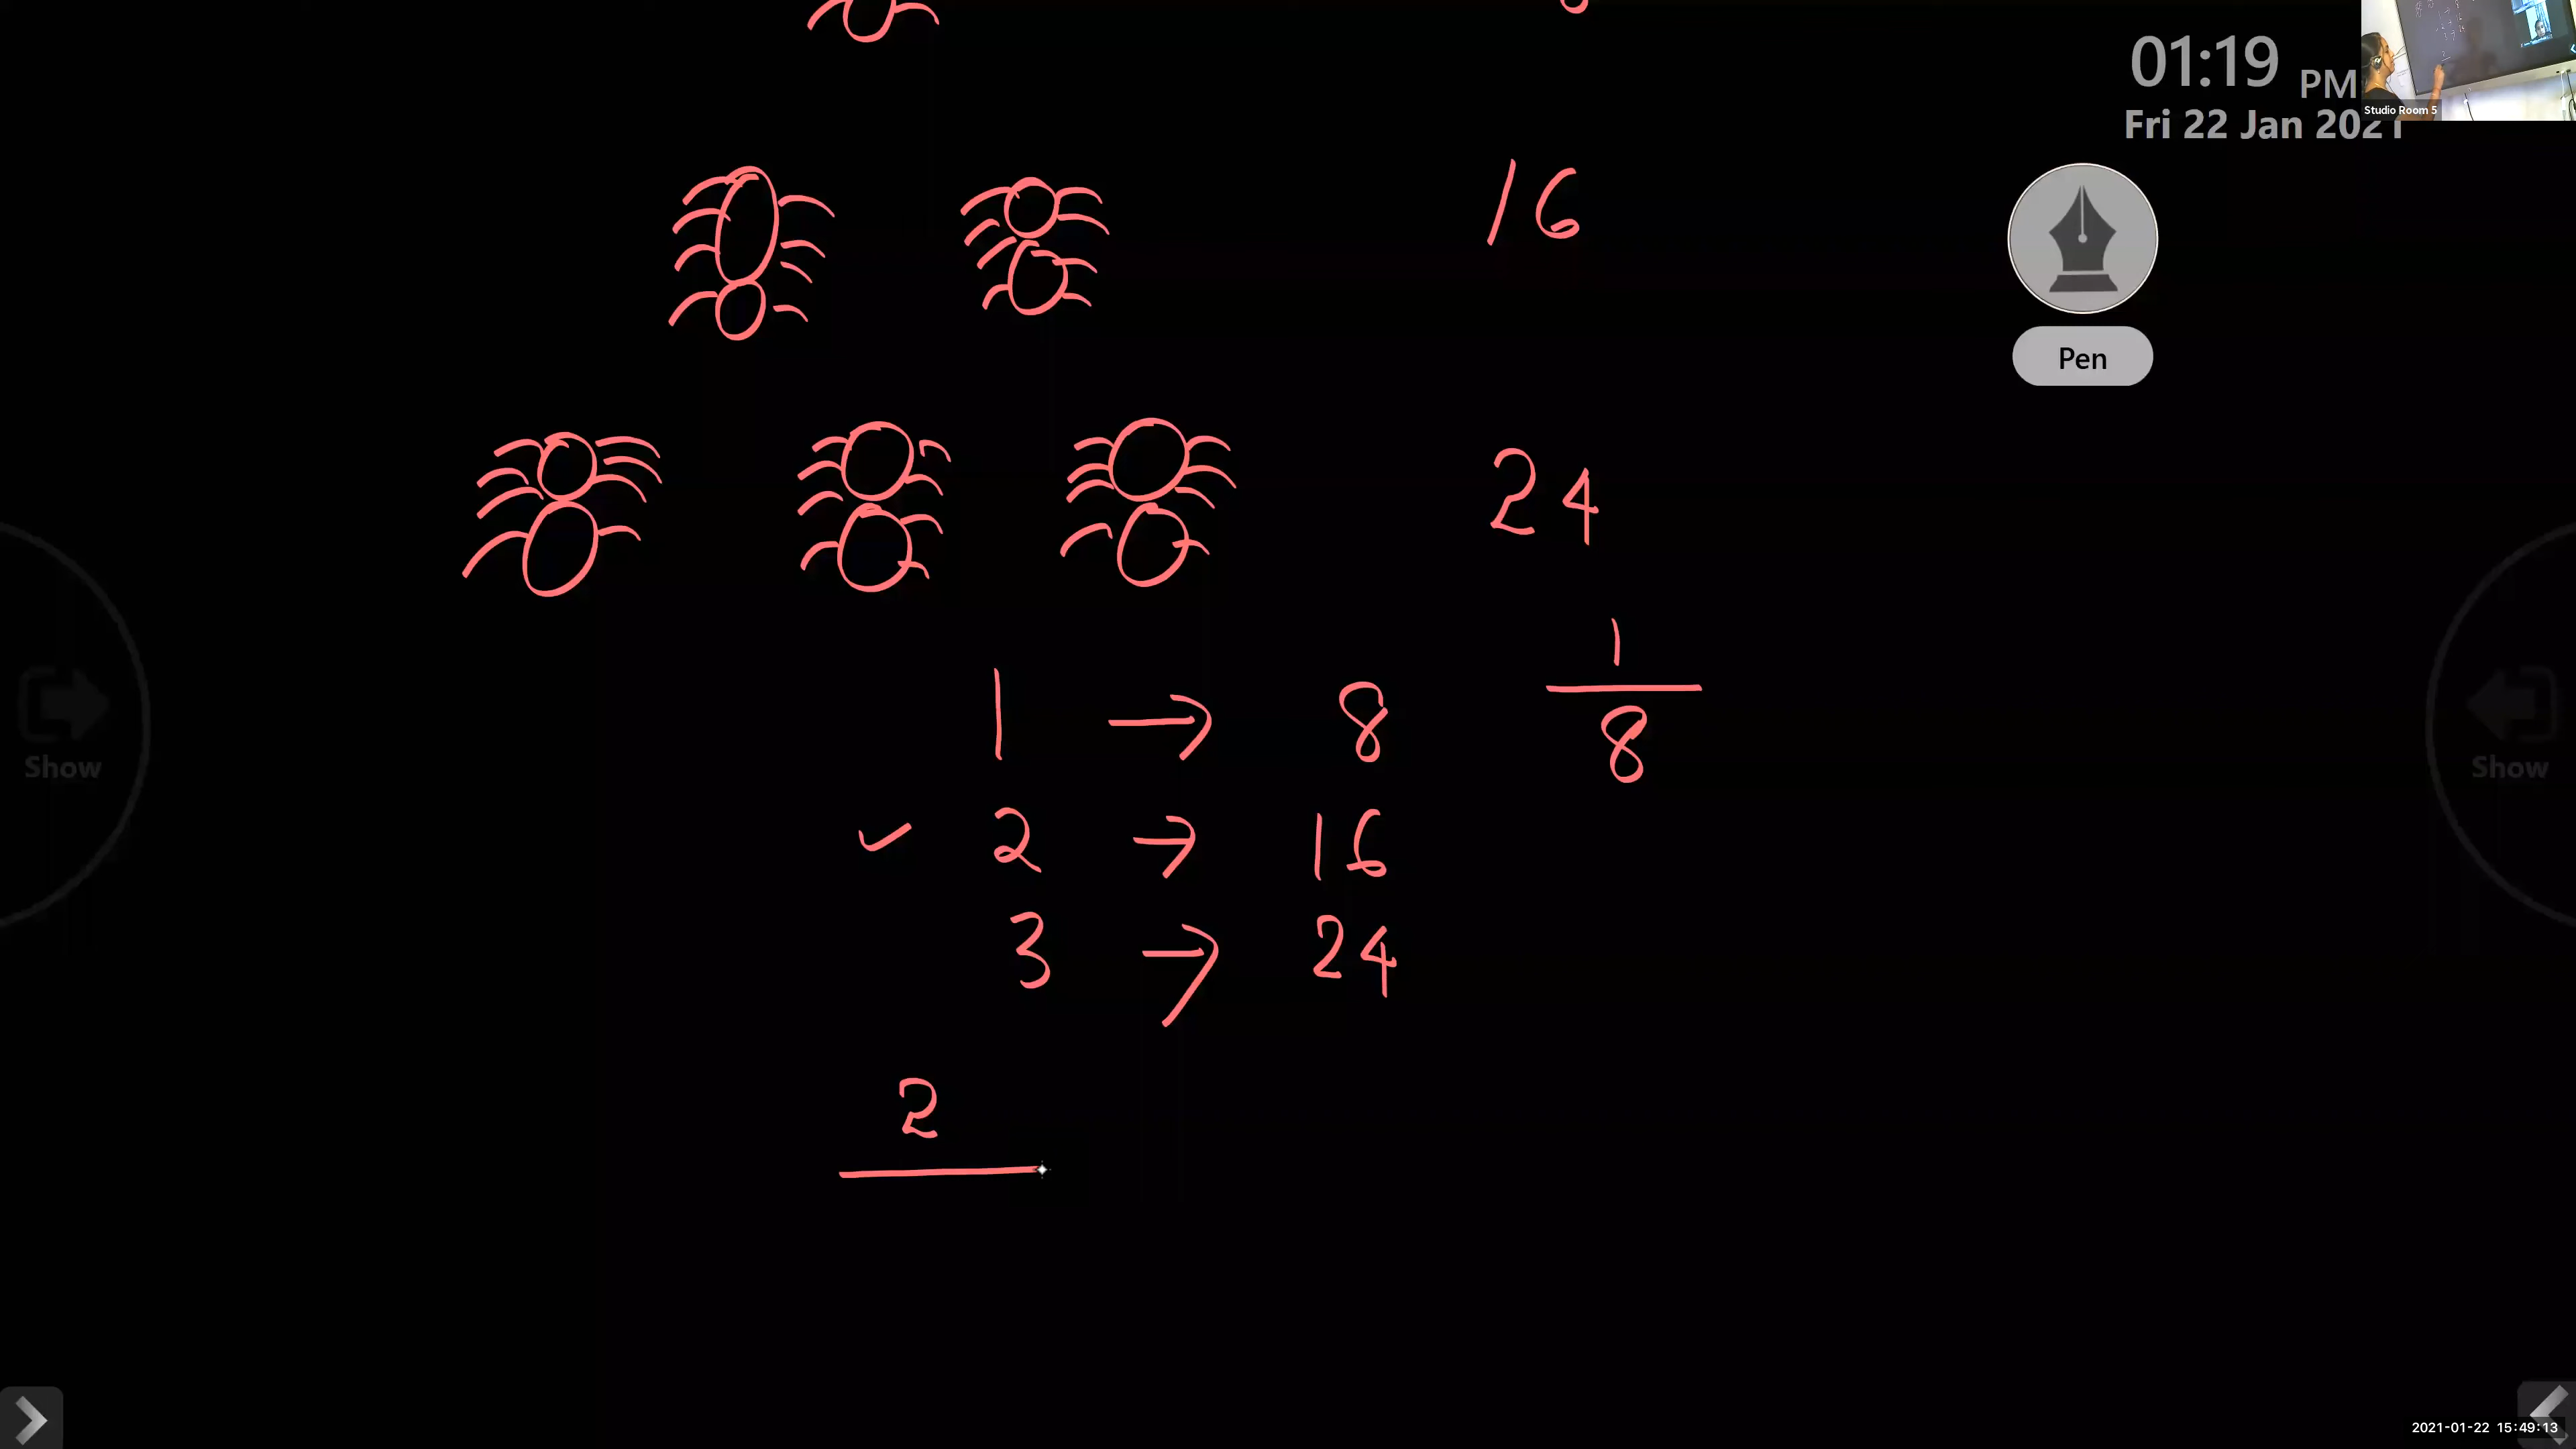 01:19 PM
Studio Room 5
Fri 22 Jan 2021
16
Pen
24
1 → 8
1
8
✓ 2 → 16
3 → 24
2
Show
Show
2021-01-22 15:49:13